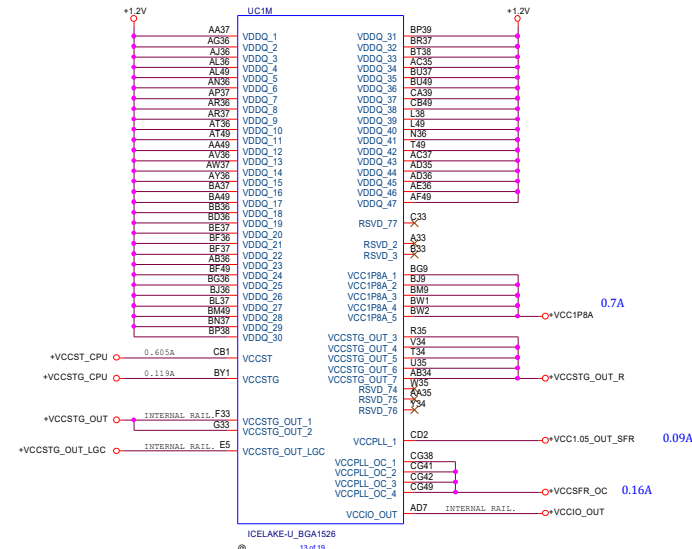 +1.2V UC1M +1.2V
AA37 VDDQ_1 VDDQ_31 BP39
AG36 VDDQ_2 VDDQ_32 BR37
AJ36 VDDQ_3 VDDQ_33 BT38
AL36 VDDQ_4 VDDQ_34 AC35
AL49 VDDQ_5 VDDQ_35 BU37
AN36 VDDQ_6 VDDQ_36 BU49
AP37 VDDQ_7 VDDQ_37 CA39
AR36 VDDQ_8 VDDQ_38 CB49
AR37 VDDQ_9 VDDQ_39 L38
AT36 VDDQ_10 VDDQ_40 L49
AT49 VDDQ_11 VDDQ_41 N36
AA49 VDDQ_12 VDDQ_42 T49
AV36 VDDQ_13 VDDQ_43 AC37
AW37 VDDQ_14 VDDQ_44 AD35
AY36 VDDQ_15 VDDQ_45 AD36
BA37 VDDQ_16 VDDQ_46 AE36
BA49 VDDQ_17 VDDQ_47 AF49
BB36 VDDQ_18
BD36 VDDQ_19 RSVD_77 C33
BE37 VDDQ_20
BF36 VDDQ_21 RSVD_2 A33
BF37 VDDQ_22 RSVD_3 B33
AB36 VDDQ_23
BF49 VDDQ_24 VCC1P8A_1 BG9
BG36 VDDQ_25 VCC1P8A_2 BJ9
BJ36 VDDQ_26 VCC1P8A_3 BM9
BL37 VDDQ_27 VCC1P8A_4 BW1 0.7A
BM49 VDDQ_28 VCC1P8A_5 BW2 +VCC1P8A
BN37 VDDQ_29
BP38 VDDQ_30 VCCSTG_OUT_3 R35
VCCSTG_OUT_4 V34
+VCCST_CPU 0.605A CB1 VCCST VCCSTG_OUT_5 T34
VCCSTG_OUT_6 U35
+VCCSTG_CPU 0.119A BY1 VCCSTG VCCSTG_OUT_7 AB34 +VCCSTG_OUT_R
RSVD_74 W35
RSVD_75 AA35
RSVD_76 Y34
+VCCSTG_OUT INTERNAL RAIL. F33 VCCSTG_OUT_1
G33 VCCSTG_OUT_2
VCCPLL_1 CD2 +VCC1.05_OUT_SFR 0.09A
+VCCSTG_OUT_LGC INTERNAL RAIL. E5 VCCSTG_OUT_LGC
VCCPLL_OC_1 CG38
VCCPLL_OC_2 CG41
VCCPLL_OC_3 CG42
VCCPLL_OC_4 CG49 +VCCSFR_OC 0.16A
VCCIO_OUT AD7 INTERNAL RAIL. +VCCIO_OUT
ICELAKE-U_BGA1526
@ 13 of 19